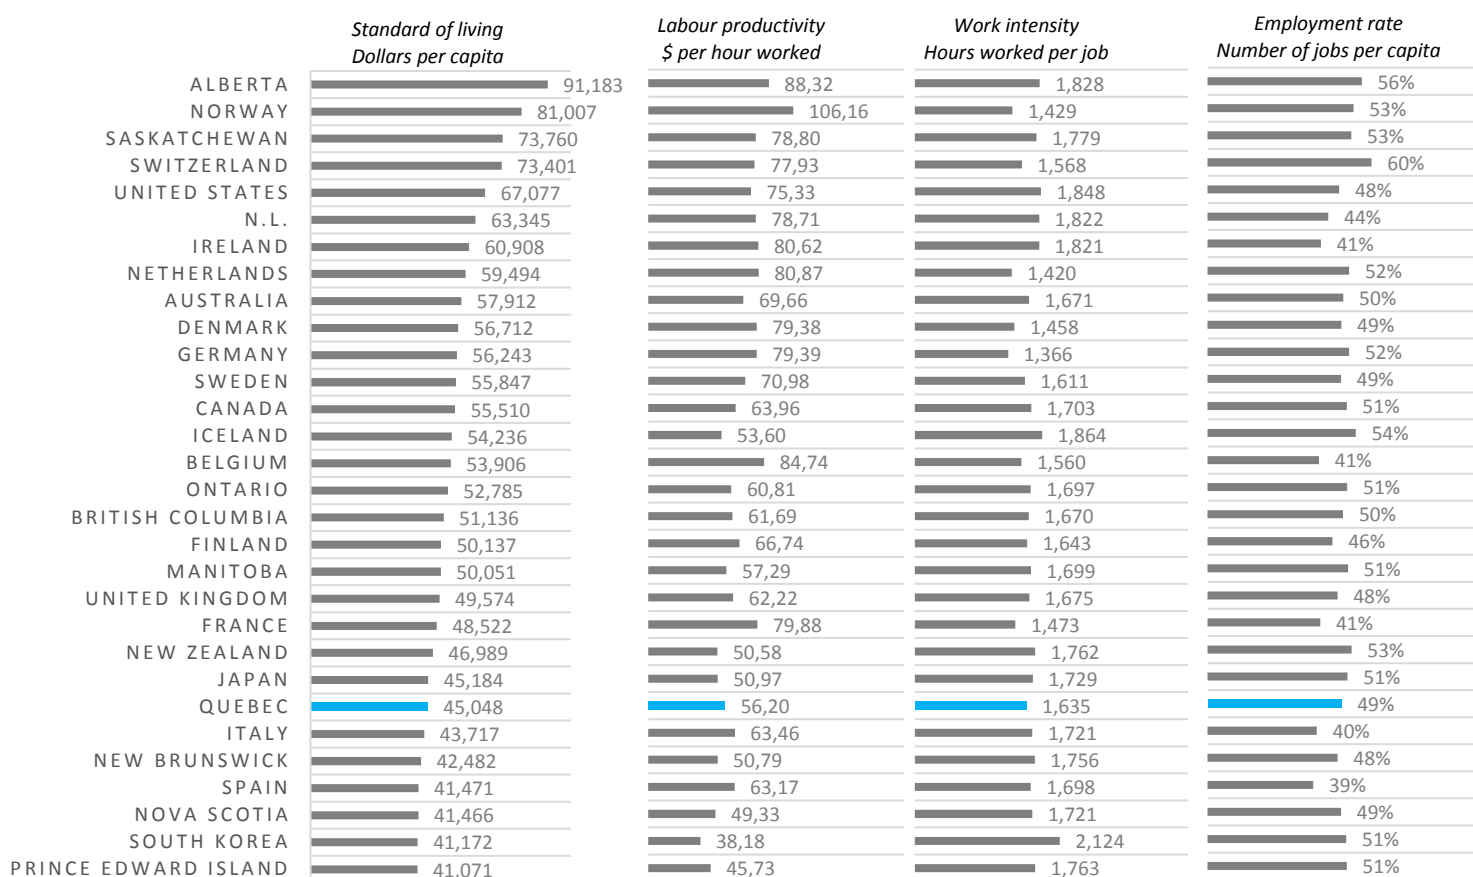 Standard of living Labour productivity Work intensity Employment rate
Dollars per capita $ per hour worked Hours worked per job Number of jobs per capita
ALBERTA 91,183 88,32 1,828 56%
NORWAY 81,007 106,16 1,429 53%
SASKATCHEWAN 73,760 78,80 1,779 53%
SWITZERLAND 73,401 77,93 1,568 60%
UNITED STATES 67,077 75,33 1,848 48%
N.L. 63,345 78,71 1,822 44%
IRELAND 60,908 80,62 1,821 41%
NETHERLANDS 59,494 80,87 1,420 52%
AUSTRALIA 57,912 69,66 1,671 50%
DENMARK 56,712 79,38 1,458 49%
GERMANY 56,243 79,39 1,366 52%
SWEDEN 55,847 70,98 1,611 49%
CANADA 55,510 63,96 1,703 51%
ICELAND 54,236 53,60 1,864 54%
BELGIUM 53,906 84,74 1,560 41%
ONTARIO 52,785 60,81 1,697 51%
BRITISH COLUMBIA 51,136 61,69 1,670 50%
FINLAND 50,137 66,74 1,643 46%
MANITOBA 50,051 57,29 1,699 51%
UNITED KINGDOM 49,574 62,22 1,675 48%
FRANCE 48,522 79,88 1,473 41%
NEW ZEALAND 46,989 50,58 1,762 53%
JAPAN 45,184 50,97 1,729 51%
QUEBEC 45,048 56,20 1,635 49%
ITALY 43,717 63,46 1,721 40%
NEW BRUNSWICK 42,482 50,79 1,756 48%
SPAIN 41,471 63,17 1,698 39%
NOVA SCOTIA 41,466 49,33 1,721 49%
SOUTH KOREA 41,172 38,18 2,124 51%
PRINCE EDWARD ISLAND 41,071 45,73 1,763 51%